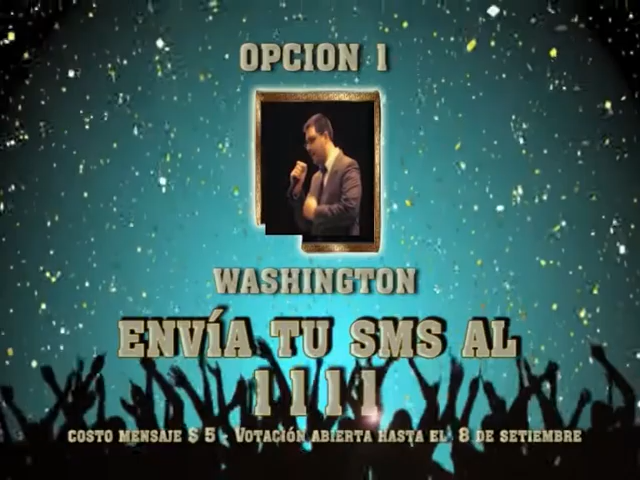 OPCION 1
WASHINGTON
ENVÍA TU SMS AL
1111
COSTO MENSAJE $ 5 - VOTACIÓN ABIERTA HASTA EL 8 DE SETIEMBRE